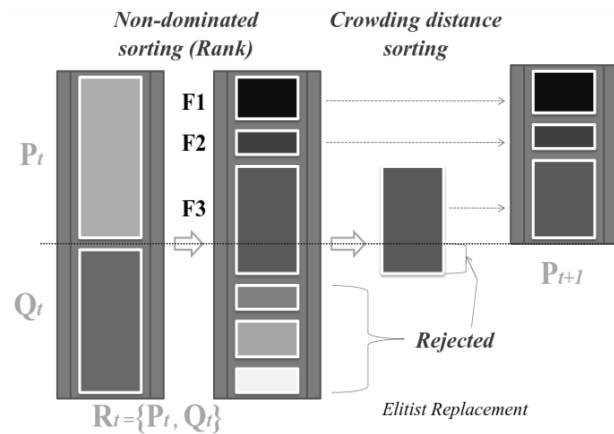 Non-dominated
sorting (Rank)
Crowding distance
sorting
F1
F2
Pt
F3
Qt
Pt+1
Rejected
Rt={Pt, Qt}
Elitist Replacement